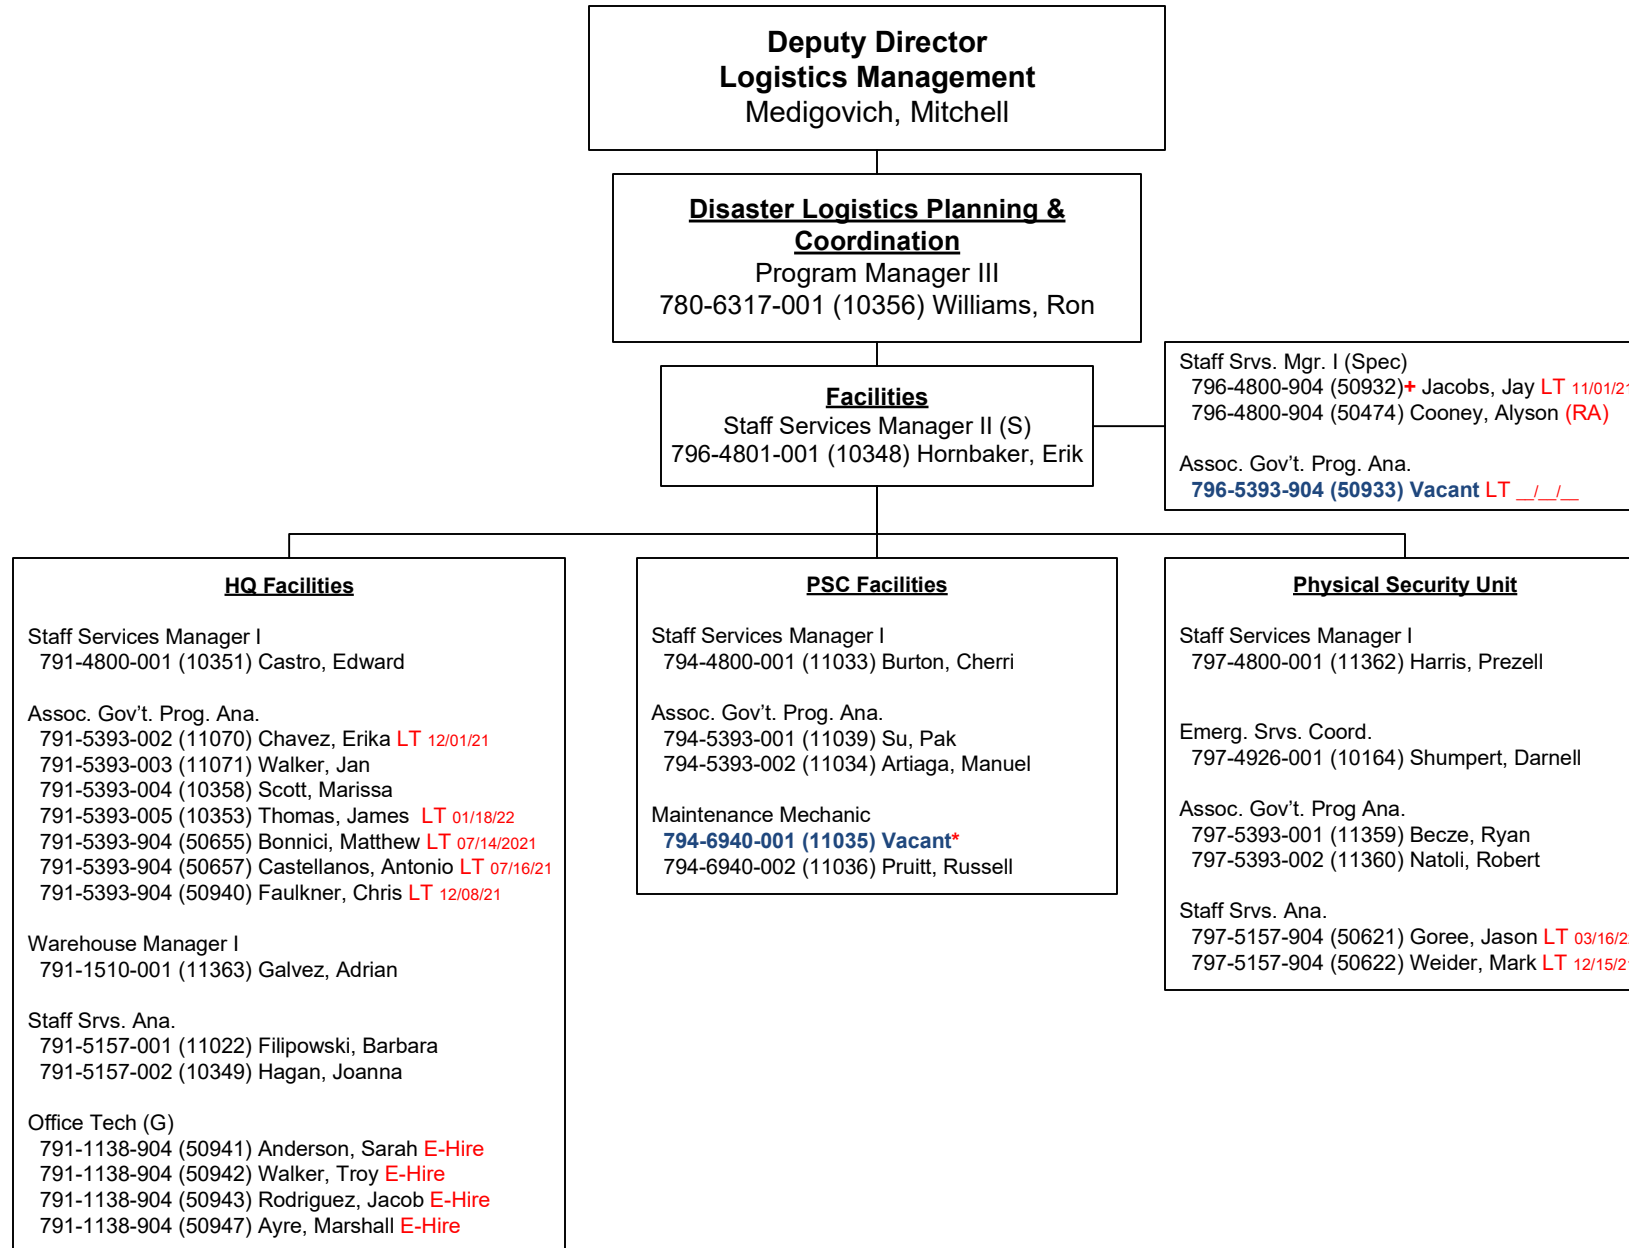 Deputy Director
Logistics Management
Medigovich, Mitchell
Disaster Logistics Planning &
Coordination
Program Manager III
780-6317-001 (10356) Williams, Ron
Facilities
Staff Services Manager II (S)
796-4801-001 (10348) Hornbaker, Erik
Staff Srvs. Mgr. I (Spec)
796-4800-904 (50932)+ Jacobs, Jay LT 11/01/21
796-4800-904 (50474) Cooney, Alyson (RA)
Assoc. Gov’t. Prog. Ana.
796-5393-904 (50933) Vacant LT __/__/__
HQ Facilities
Staff Services Manager I
791-4800-001 (10351) Castro, Edward
Assoc. Gov’t. Prog. Ana.
791-5393-002 (11070) Chavez, Erika LT 12/01/21
791-5393-003 (11071) Walker, Jan
791-5393-004 (10358) Scott, Marissa
791-5393-005 (10353) Thomas, James LT 01/18/22
791-5393-904 (50655) Bonnici, Matthew LT 07/14/2021
791-5393-904 (50657) Castellanos, Antonio LT 07/16/21
791-5393-904 (50940) Faulkner, Chris LT 12/08/21
Warehouse Manager I
791-1510-001 (11363) Galvez, Adrian
Staff Srvs. Ana.
791-5157-001 (11022) Filipowski, Barbara
791-5157-002 (10349) Hagan, Joanna
Office Tech (G)
791-1138-904 (50941) Anderson, Sarah E-Hire
791-1138-904 (50942) Walker, Troy E-Hire
791-1138-904 (50943) Rodriguez, Jacob E-Hire
791-1138-904 (50947) Ayre, Marshall E-Hire
PSC Facilities
Staff Services Manager I
794-4800-001 (11033) Burton, Cherri
Assoc. Gov’t. Prog. Ana.
794-5393-001 (11039) Su, Pak
794-5393-002 (11034) Artiaga, Manuel
Maintenance Mechanic
794-6940-001 (11035) Vacant*
794-6940-002 (11036) Pruitt, Russell
Physical Security Unit
Staff Services Manager I
797-4800-001 (11362) Harris, Prezell
Emerg. Srvs. Coord.
797-4926-001 (10164) Shumpert, Darnell
Assoc. Gov’t. Prog Ana.
797-5393-001 (11359) Becze, Ryan
797-5393-002 (11360) Natoli, Robert
Staff Srvs. Ana.
797-5157-904 (50621) Goree, Jason LT 03/16/2
797-5157-904 (50622) Weider, Mark LT 12/15/2